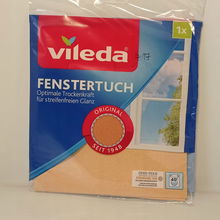 1x
vileda
FENSTERTUCH
Optimale Trockenkraft
für streifenfreien Glanz
ORIGINAL
SEIT 1948